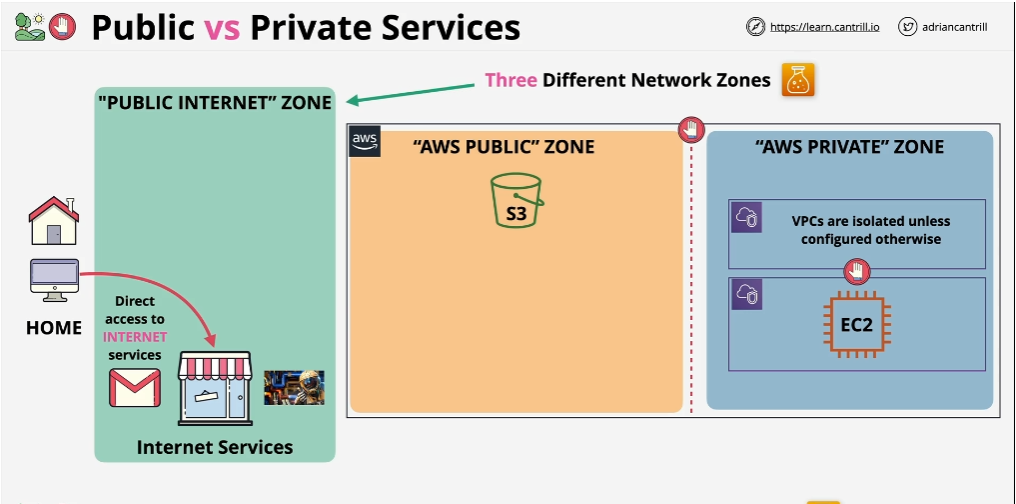 Public vs Private Services
https://learn.cantrill.io
adriancantrill
Three Different Network Zones
"PUBLIC INTERNET” ZONE
aws
“AWS PUBLIC” ZONE
“AWS PRIVATE” ZONE
S3
VPCs are isolated unless
configured otherwise
EC2
HOME
Direct
access to
INTERNET
services
Internet Services